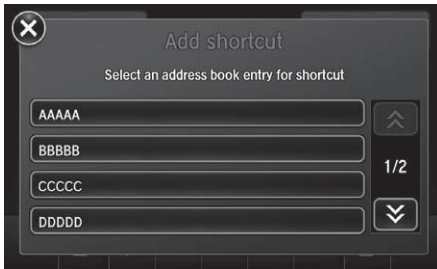 Add shortcut
Select an address book entry for shortcut
AAAAA
BBBBB
1/2
CCCCC
DDDDD